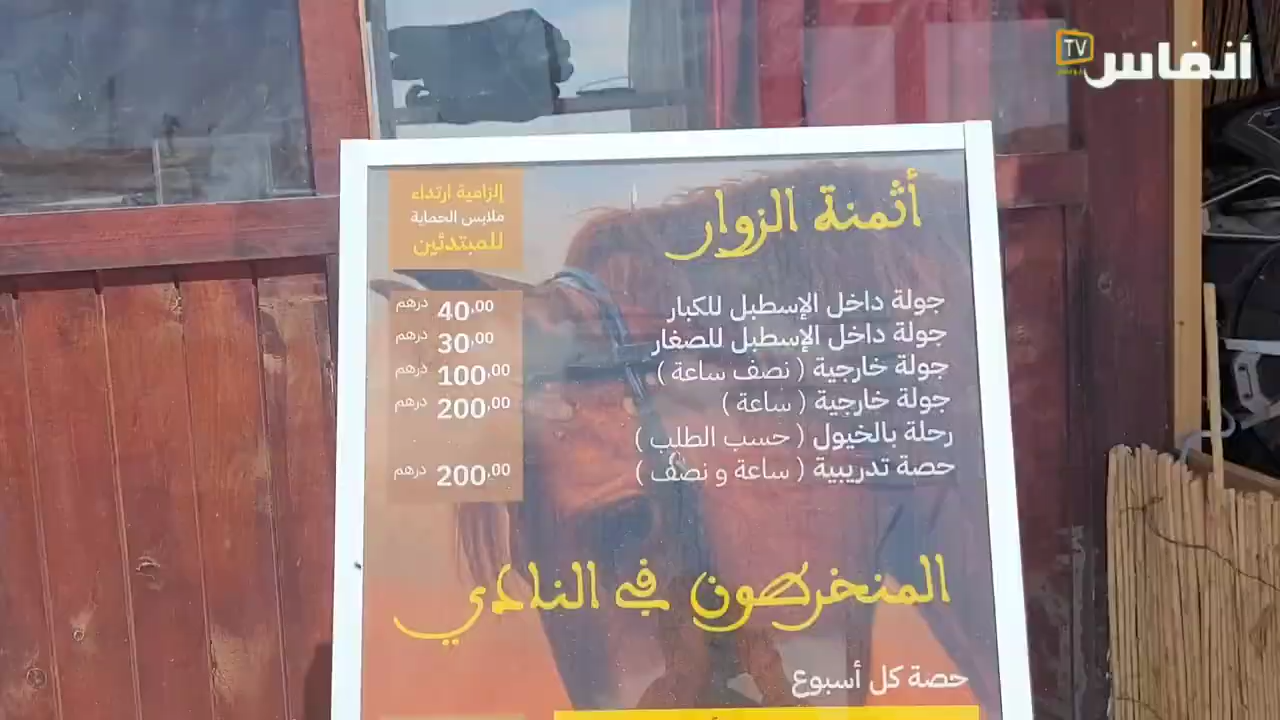 أنفاس
TV
أثمنة الزوار
إلزامية ارتداء
ملابس الحماية
للمبتدئين
جولة داخل الإسطبل للكبار 40,00 درهم
جولة داخل الإسطبل للصغار 30,00 درهم
جولة خارجية ( نصف ساعة ) 100,00 درهم
جولة خارجية ( ساعة ) 200,00 درهم
رحلة بالخيول ( حسب الطلب )
حصة تدريبية ( ساعة و نصف ) 200,00 درهم
المنخرطون في النادي
حصة كل أسبوع